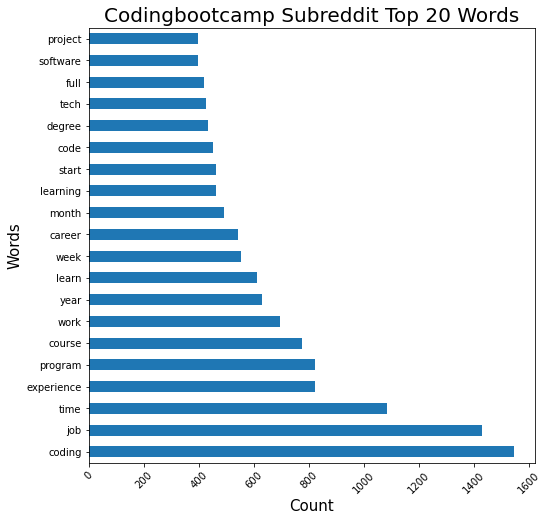 Codingbootcamp Subreddit Top 20 Words
project
software
full
tech
degree
code
start
learning
month
career
week
learn
year
work
course
program
experience
time
job
coding
Words
0 200 400 600 800 1000 1200 1400 1600
Count